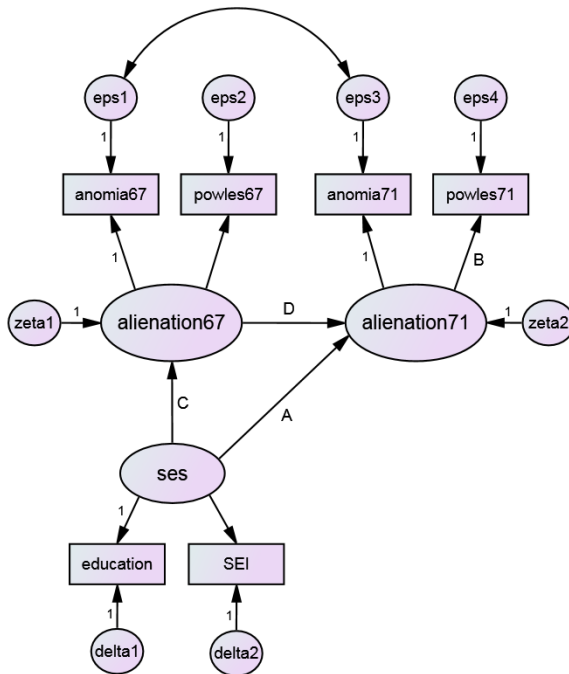 eps1
eps2
eps3
eps4
1
1
1
1
anomia67
powles67
anomia71
powles71
1
1
B
zeta1
1
alienation67
D
alienation71
1
zeta2
C
A
ses
1
education
SEI
1
1
delta1
delta2